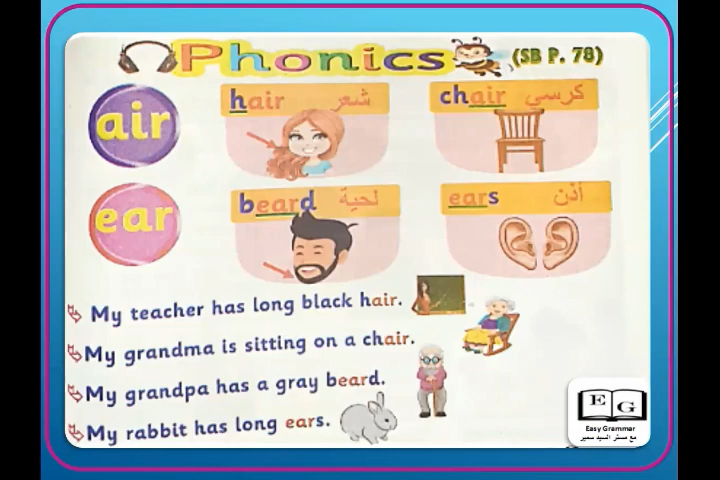 Phonics (SB P. 78)
air
hair شعر
chair كرسي
ear
beard لحية
ears أذن
My teacher has long black hair.
My grandma is sitting on a chair.
My grandpa has a gray beard.
My rabbit has long ears.
E G
Easy Grammar
مع مستر السيد سمير